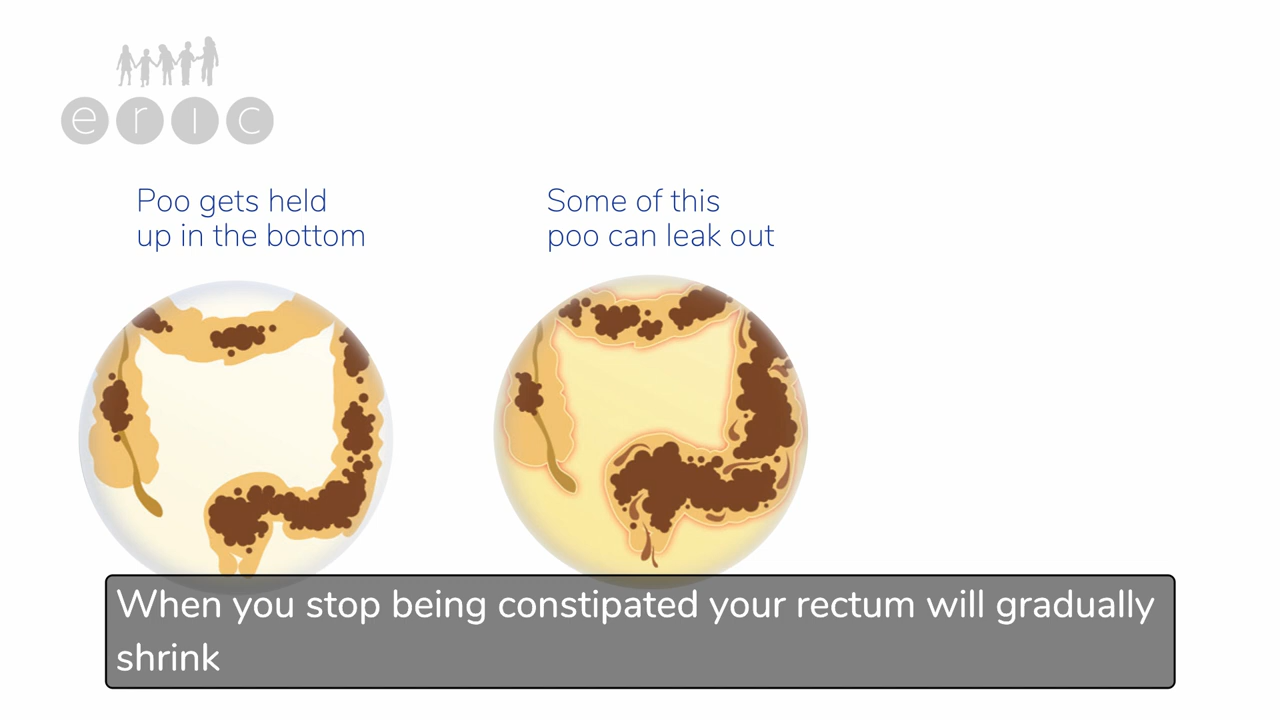 eric
Poo gets held
up in the bottom
Some of this
poo can leak out
When you stop being constipated your rectum will gradually
shrink